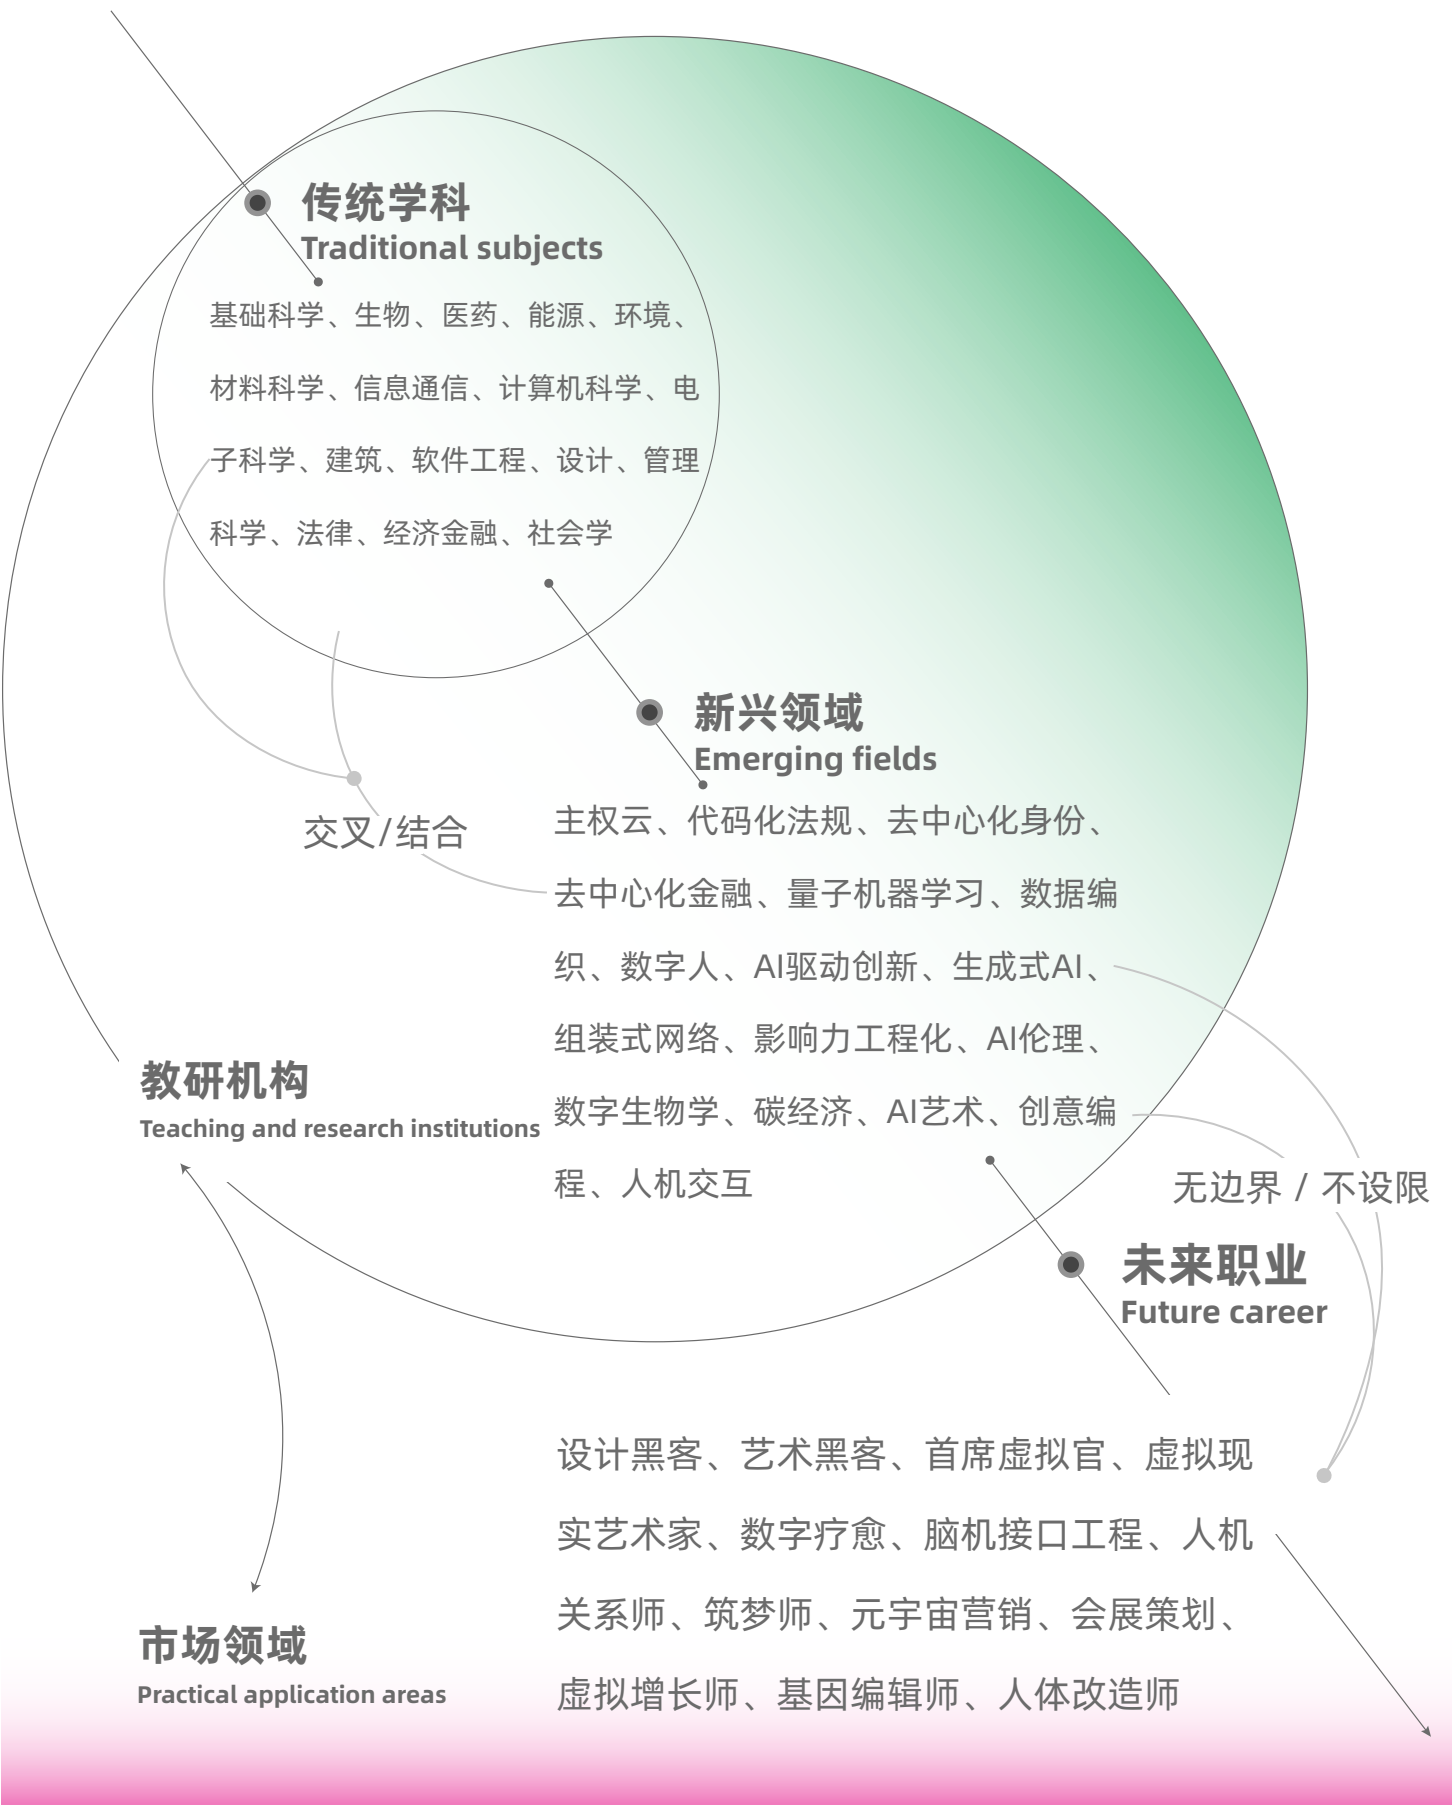 传统学科
Traditional subjects
基础科学、生物、医药、能源、环境、
材料科学、信息通信、计算机科学、电
子科学、建筑、软件工程、设计、管理
科学、法律、经济金融、社会学
新兴领域
Emerging fields
交叉/结合
主权云、代码化法规、去中心化身份、
去中心化金融、量子机器学习、数据编
织、数字人、AI驱动创新、生成式AI、
组装式网络、影响力工程化、AI伦理、
数字生物学、碳经济、AI艺术、创意编
程、人机交互
教研机构
Teaching and research institutions
无边界 / 不设限
未来职业
Future career
设计黑客、艺术黑客、首席虚拟官、虚拟现
实艺术家、数字疗愈、脑机接口工程、人机
关系师、筑梦师、元宇宙营销、会展策划、
虚拟增长师、基因编辑师、人体改造师
市场领域
Practical application areas